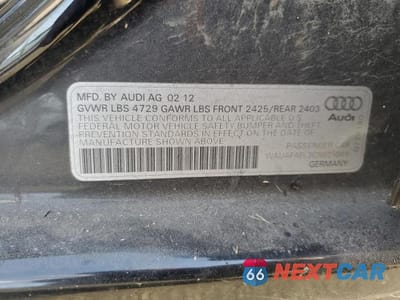 MFD. BY AUDI AG 02 12
GVWR LBS 4729 GAWR LBS FRONT 2425/REAR 2403
THIS VEHICLE CONFORMS TO ALL APPLICABLE U.S.
FEDERAL MOTOR VEHICLE SAFETY BUMPER AND THEFT
PREVENTION STANDARDS IN EFFECT ON THE DATE OF
MANUFACTURE SHOWN ABOVE
Audi
PASSENGER CAR
GERMANY
66 NEXTCAR